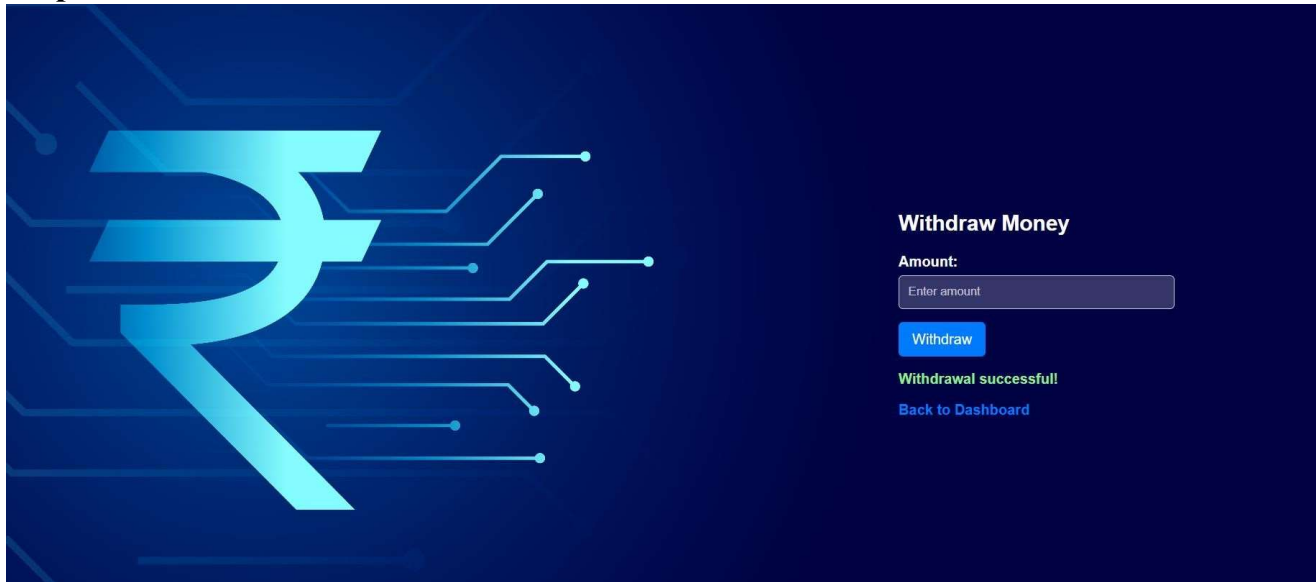 Withdraw Money
Amount:
Enter amount
Withdraw
Withdrawal successful!
Back to Dashboard